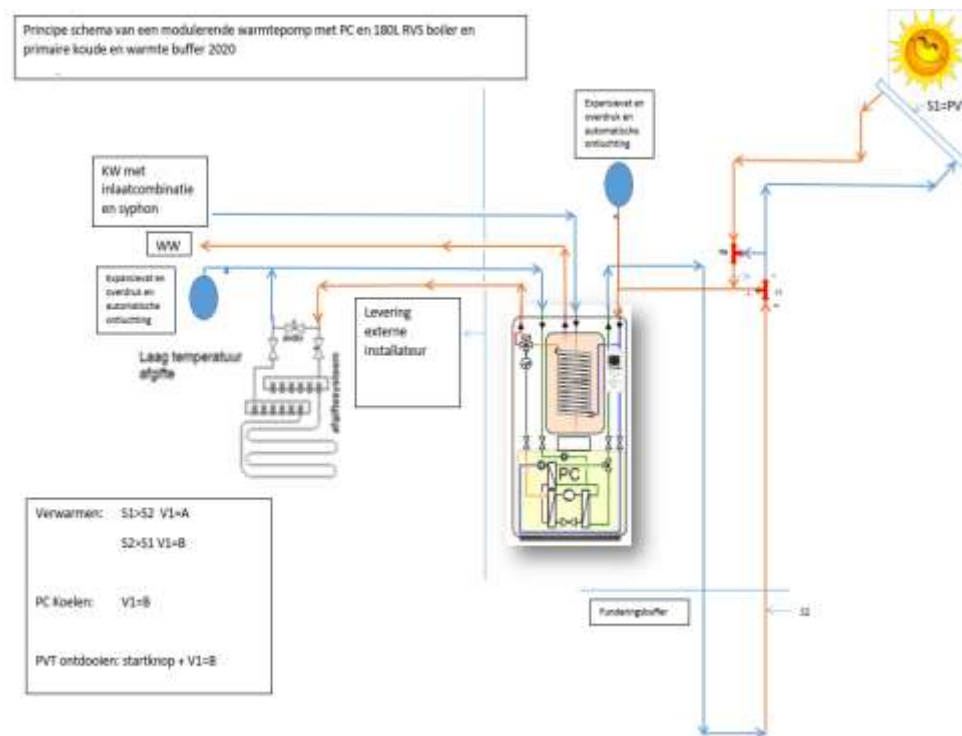 Principe schema van een modulerende warmtepomp met PC en 180L RVS boiler en
primaire koude en warmte buffer 2020
S1=PV
Expansievat en
overdruk en
automatische
ontluchting
KW met
inlaatcombinatie
en syphon
WW
Expansievat en
overdruk en
automatische
ontluchting
Levering
externe
installateur
Laag temperatuur
afgifte
afgiftesysteem
PC
Verwarmen: S1>S2 V1=A
S2>S1 V1=B
PC Koelen: V1=B
PVT ontdooien: startknop + V1=B
Funderingsbuffer
S2